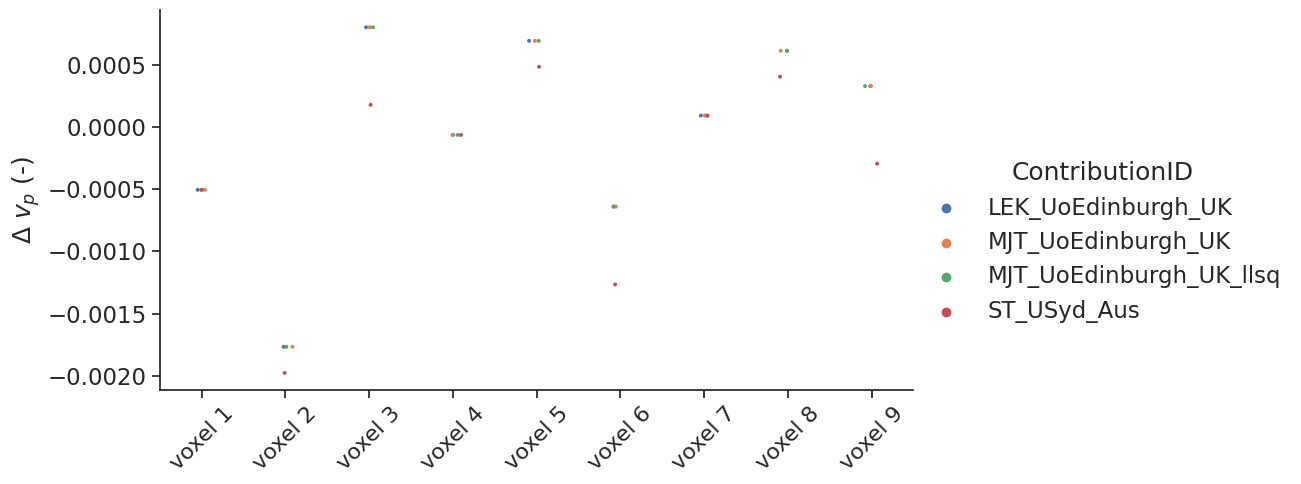 0.0005
0.0000
−0.0005
−0.0010
−0.0015
−0.0020
Δ v_p (-)
voxel 1
voxel 2
voxel 3
voxel 4
voxel 5
voxel 6
voxel 7
voxel 8
voxel 9
ContributionID
LEK_UoEdinburgh_UK
MJT_UoEdinburgh_UK
MJT_UoEdinburgh_UK_llsq
ST_USyd_Aus